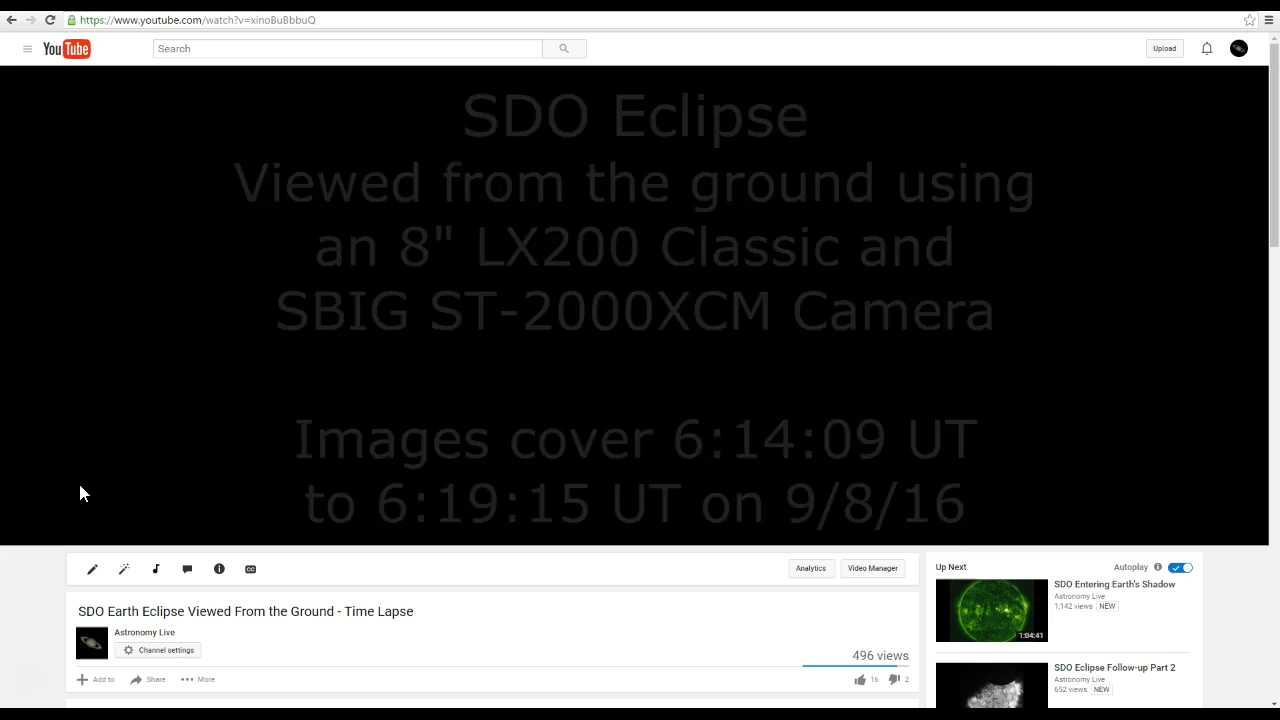 https://www.youtube.com/watch?v=xinoBuBbbuQ
YouTube
Search
Upload
SDO Eclipse
Viewed from the ground using
an 8" LX200 Classic and
SBIG ST-2000XCM Camera
Images cover 6:14:09 UT
to 6:19:15 UT on 9/8/16
CC
Analytics
Video Manager
SDO Earth Eclipse Viewed From the Ground - Time Lapse
Astronomy Live
Channel settings
496 views
Add to
Share
More
16
2
Up Next
Autoplay
SDO Entering Earth's Shadow
Astronomy Live
1,142 views NEW
1:04:41
SDO Eclipse Follow-up Part 2
Astronomy Live
652 views NEW